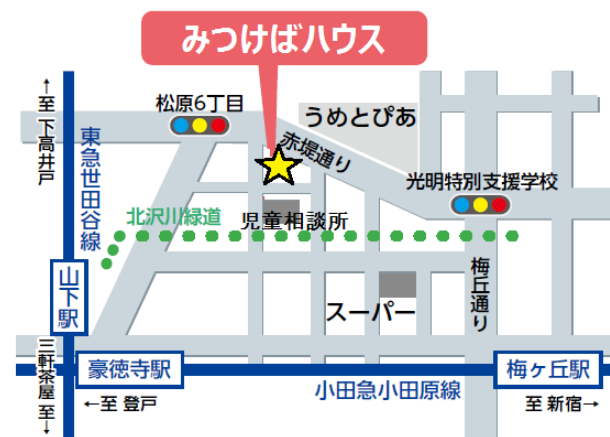 みつけばハウス
←至 下高井戸
松原6丁目
うめとぴあ
東急世田谷線
赤堤通り
光明特別支援学校
北沢川緑道
児童相談所
山下駅
梅丘通り
スーパー
三軒茶屋 至→
豪徳寺駅
梅ヶ丘駅
小田急小田原線
←至 登戸
至 新宿→